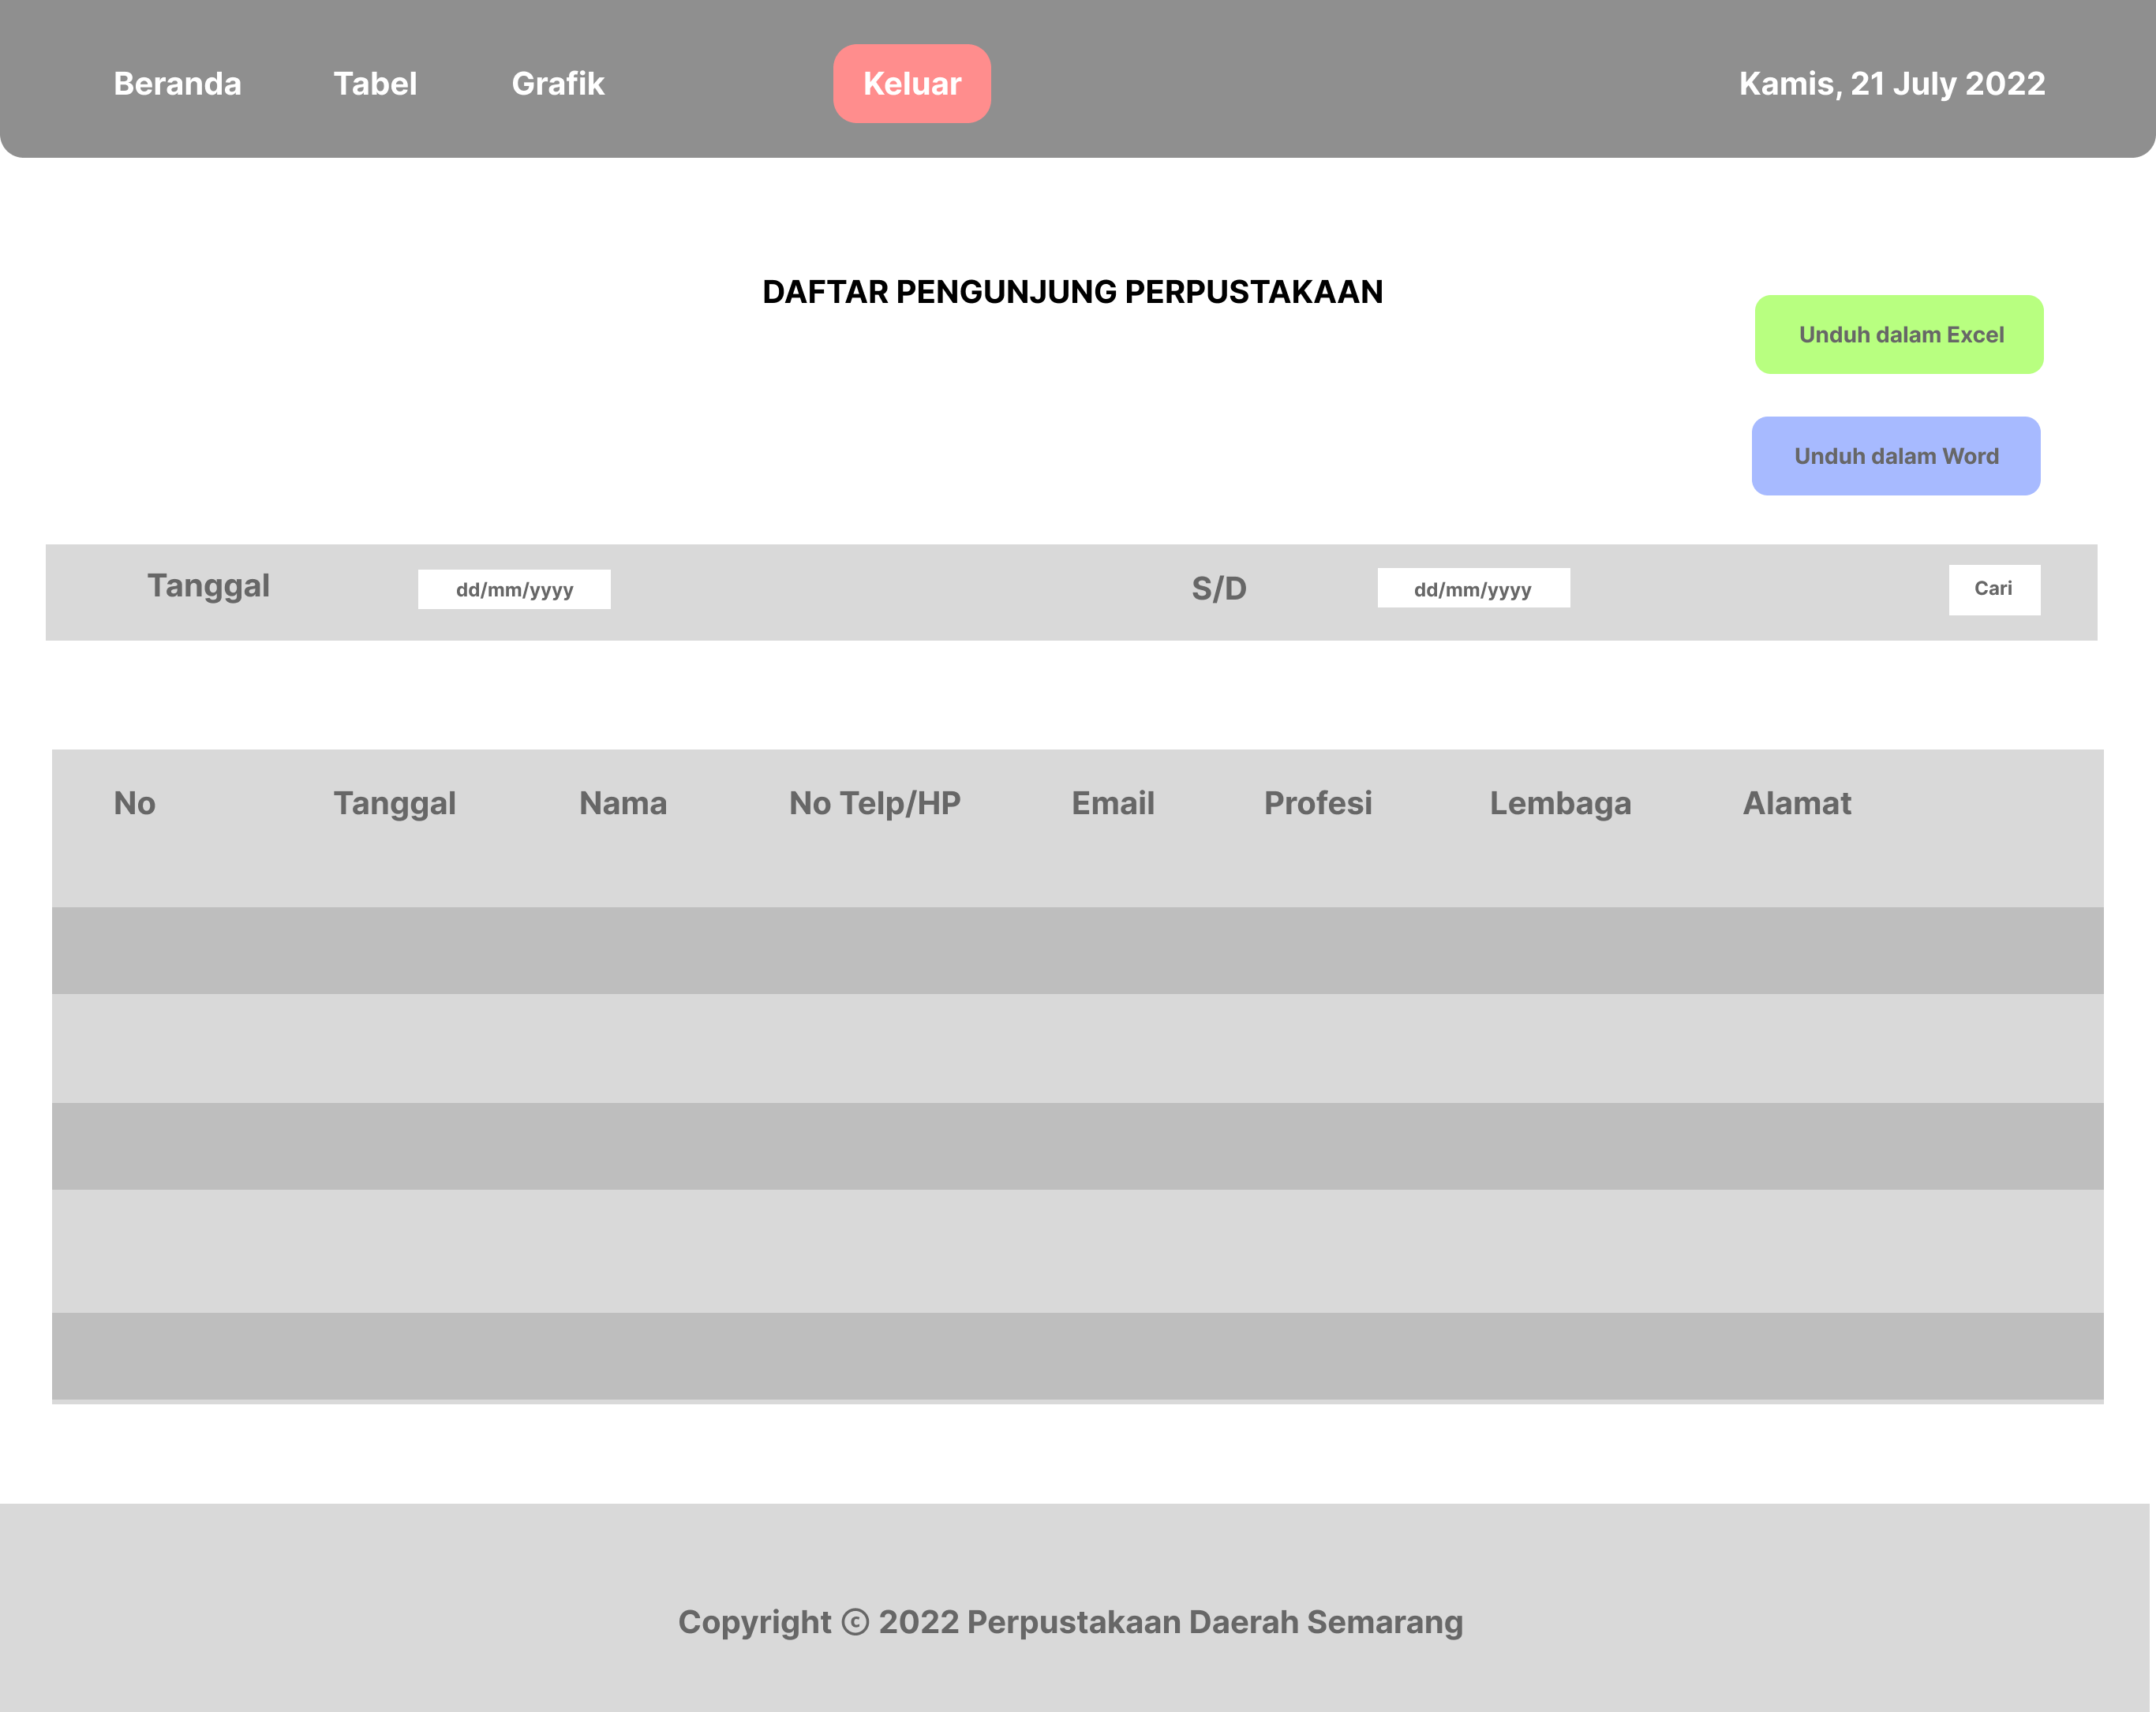 Beranda Tabel Grafik Keluar Kamis, 21 July 2022
DAFTAR PENGUNJUNG PERPUSTAKAAN
Unduh dalam Excel
Unduh dalam Word
Tanggal dd/mm/yyyy S/D dd/mm/yyyy Cari
No Tanggal Nama No Telp/HP Email Profesi Lembaga Alamat
Copyright © 2022 Perpustakaan Daerah Semarang